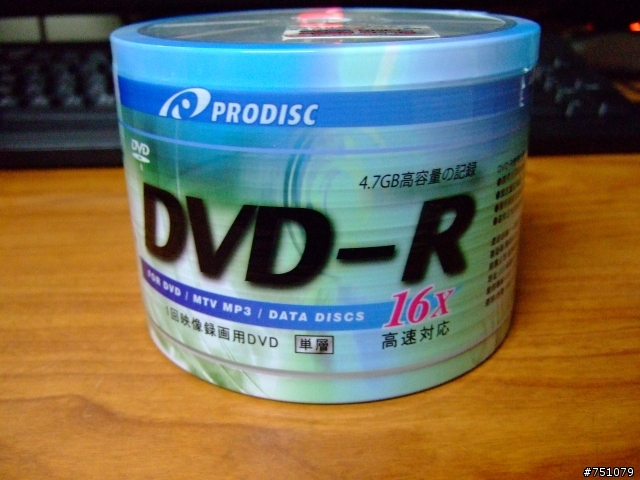 PRODISC
DVD
4.7GB高容量の記録
DVD-R
FOR DVD / MTV MP3 / DATA DISCS
16X
1回映像録画用DVD
単層
高速対応
#751079